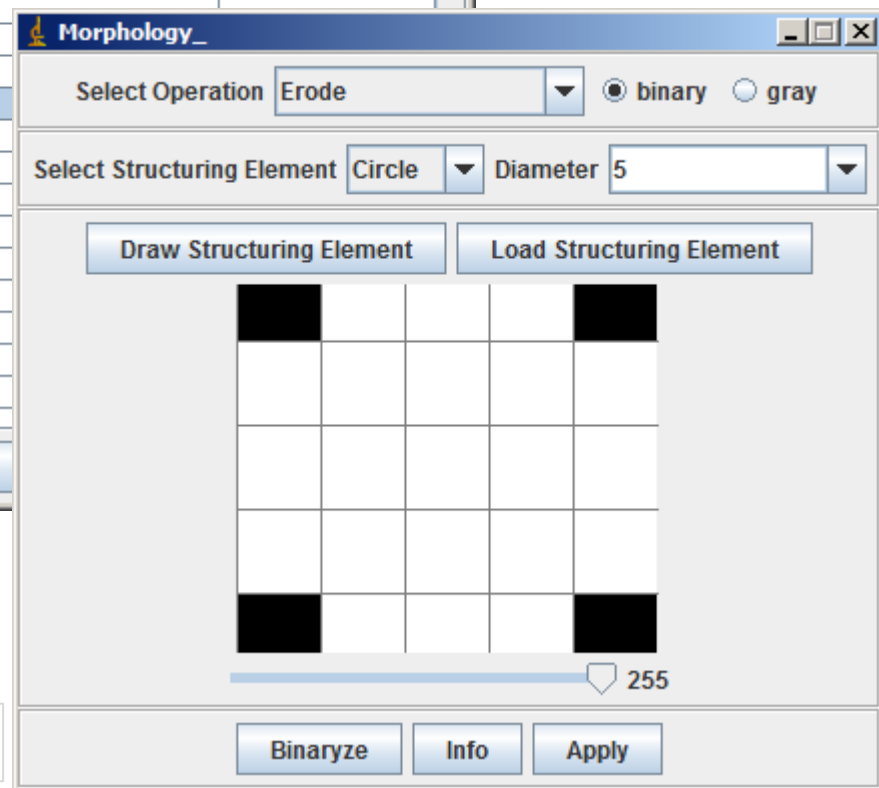 Morphology_
Select Operation Erode binary gray
Select Structuring Element Circle Diameter 5
Draw Structuring Element Load Structuring Element
255
Binaryze Info Apply